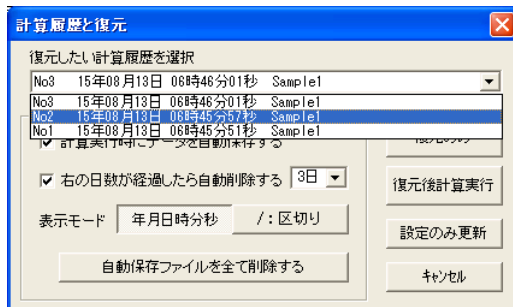 計算履歴と復元
復元したい計算履歴を選択
No3 15年08月13日 06時46分01秒 Sample1
No3 15年08月13日 06時46分01秒 Sample1
No2 15年08月13日 06時45分57秒 Sample1
No1 15年08月13日 06時45分51秒 Sample1
計算実行時にデータを自動保存する
右の日数が経過したら自動削除する 3日
復元後計算実行
表示モード 年月日時分秒 /:区切り
設定のみ更新
自動保存ファイルを全て削除する
キャンセル